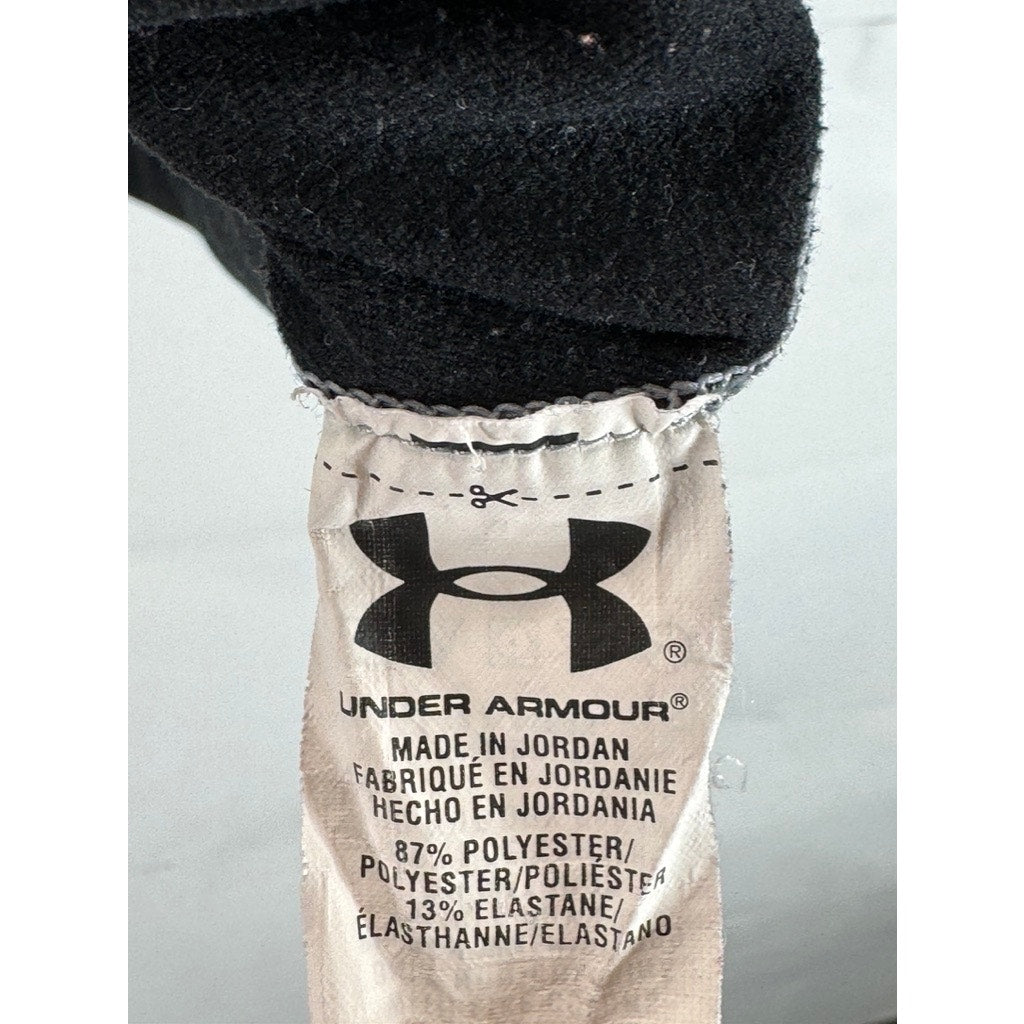 ®
UNDER ARMOUR®
MADE IN JORDAN
FABRIQUÉ EN JORDANIE
HECHO EN JORDANIA
87% POLYESTER/
POLYESTER/POLIÉSTER
13% ELASTANE/
ÉLASTHANNE/ELASTANO